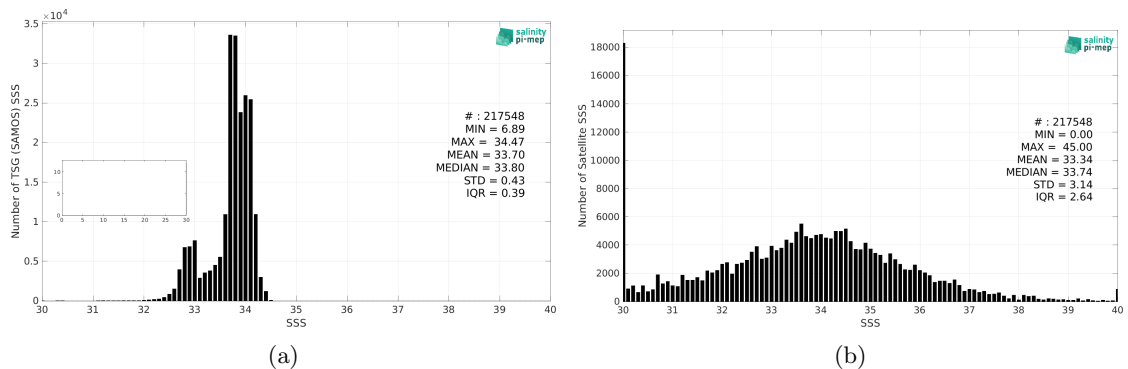 ×10⁴
3.5
3
2.5
2
1.5
1
0.5
0
Number of TSG (SAMOS) SSS
salinity
pi-mep
# : 217548
MIN = 6.89
MAX = 34.47
MEAN = 33.70
MEDIAN = 33.80
STD = 0.43
IQR = 0.39
10
5
0
0 5 10 15 20 25 30
30 31 32 33 34 35 36 37 38 39 40
SSS
(a)
18000
16000
14000
12000
10000
8000
6000
4000
2000
0
Number of Satellite SSS
salinity
pi-mep
# : 217548
MIN = 0.00
MAX = 45.00
MEAN = 33.34
MEDIAN = 33.74
STD = 3.14
IQR = 2.64
30 31 32 33 34 35 36 37 38 39 40
SSS
(b)